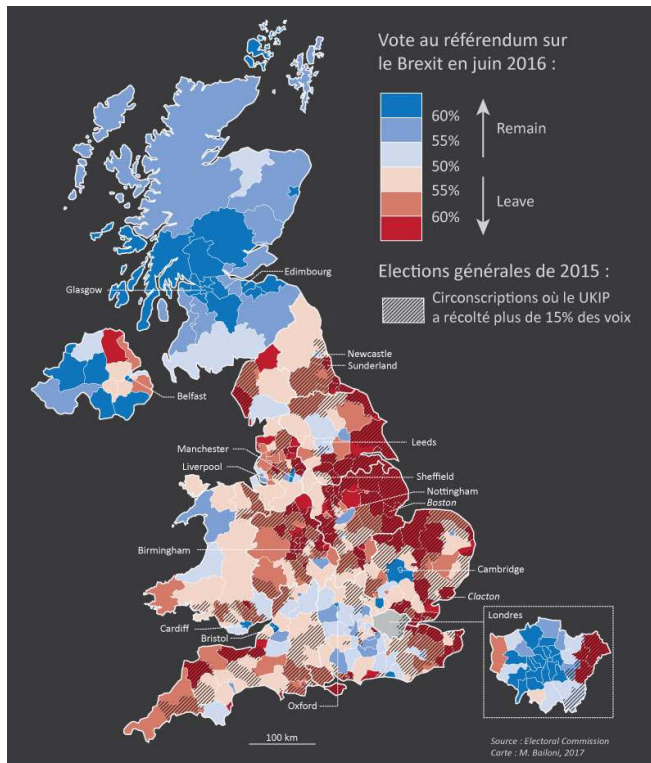 Vote au référendum sur
le Brexit en juin 2016 :
60%
55%
50%
55%
60%
Remain
Leave
Elections générales de 2015 :
Circonscriptions où le UKIP
a récolté plus de 15% des voix
Edimbourg
Glasgow
Newcastle
Sunderland
Belfast
Leeds
Manchester
Liverpool
Sheffield
Nottingham
Boston
Birmingham
Cambridge
Clacton
Londres
Cardiff
Bristol
Oxford
100 km
Source : Electoral Commission
Carte : M. Bailoni, 2017